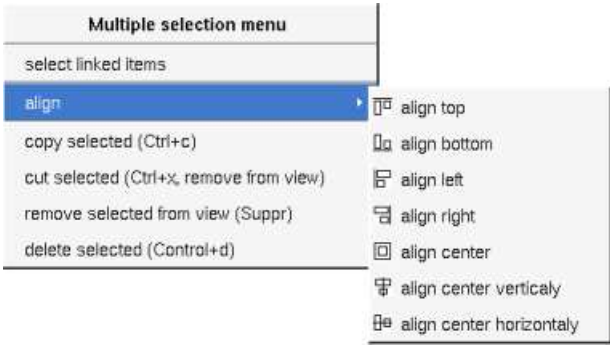 Multiple selection menu
select linked items
align
copy selected (Ctrl+c)
cut selected (Ctrl+x, remove from view)
remove selected from view (Suppr)
delete selected (Control+d)
align top
align bottom
align left
align right
align center
align center verticaly
align center horizontaly